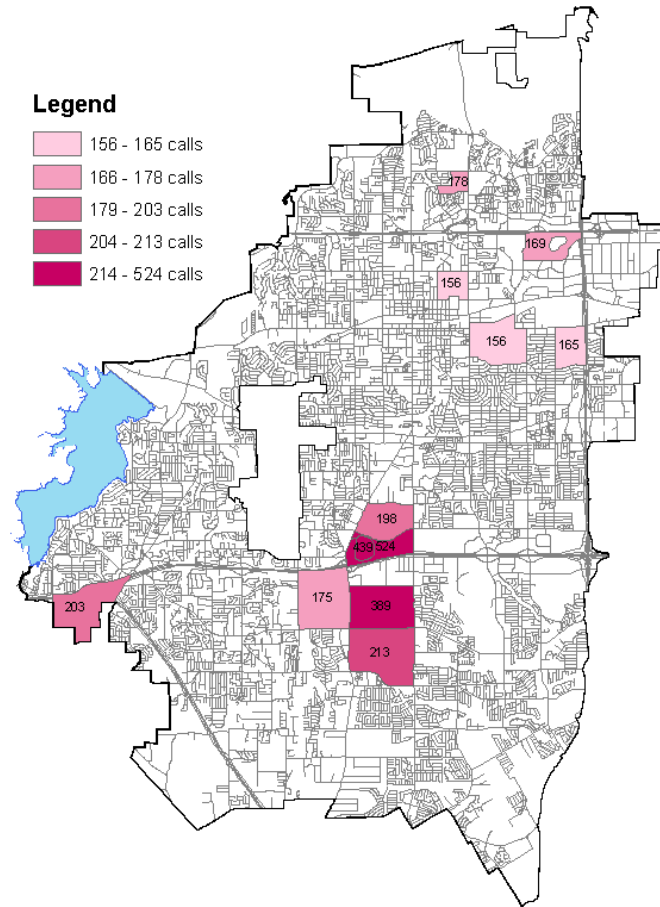 Legend
156 - 165 calls
166 - 178 calls
179 - 203 calls
204 - 213 calls
214 - 524 calls
178
169
156
156
165
198
439 524
175
389
203
213